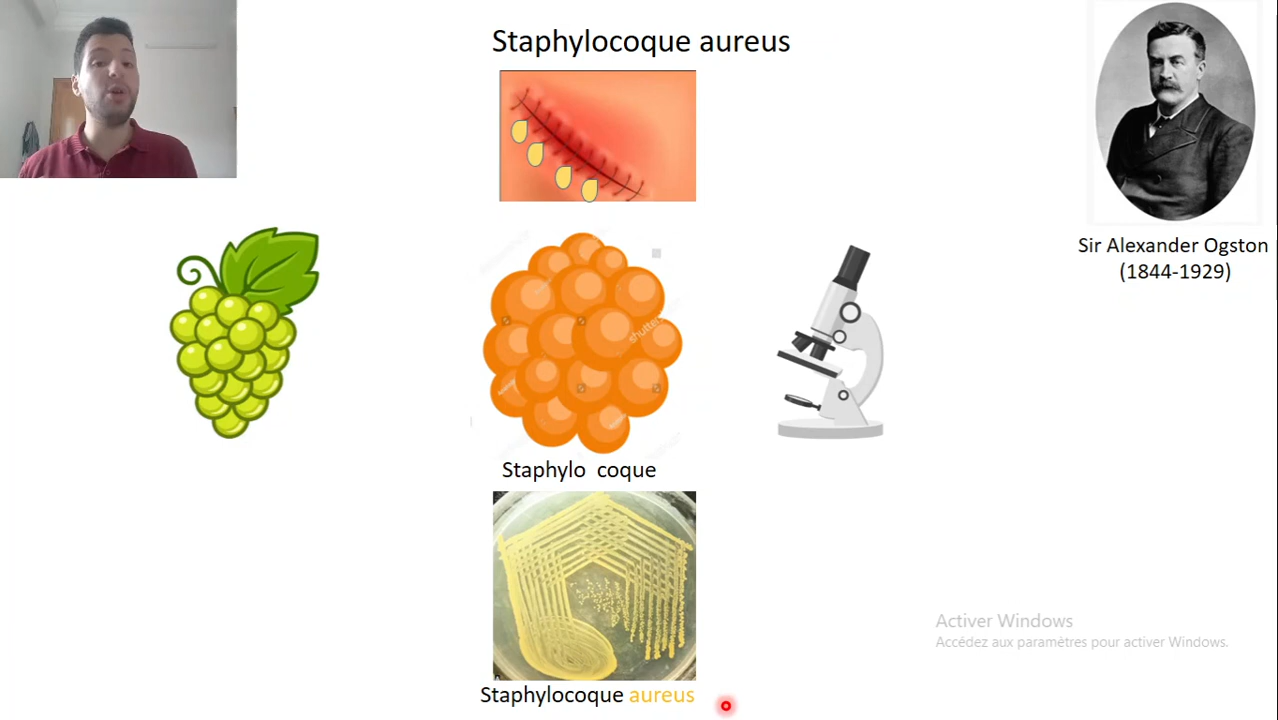 Staphylocoque aureus
Sir Alexander Ogston
(1844-1929)
shutter
Staphylo coque
Activer Windows
Accédez aux paramètres pour activer Windows.
Staphylocoque aureus